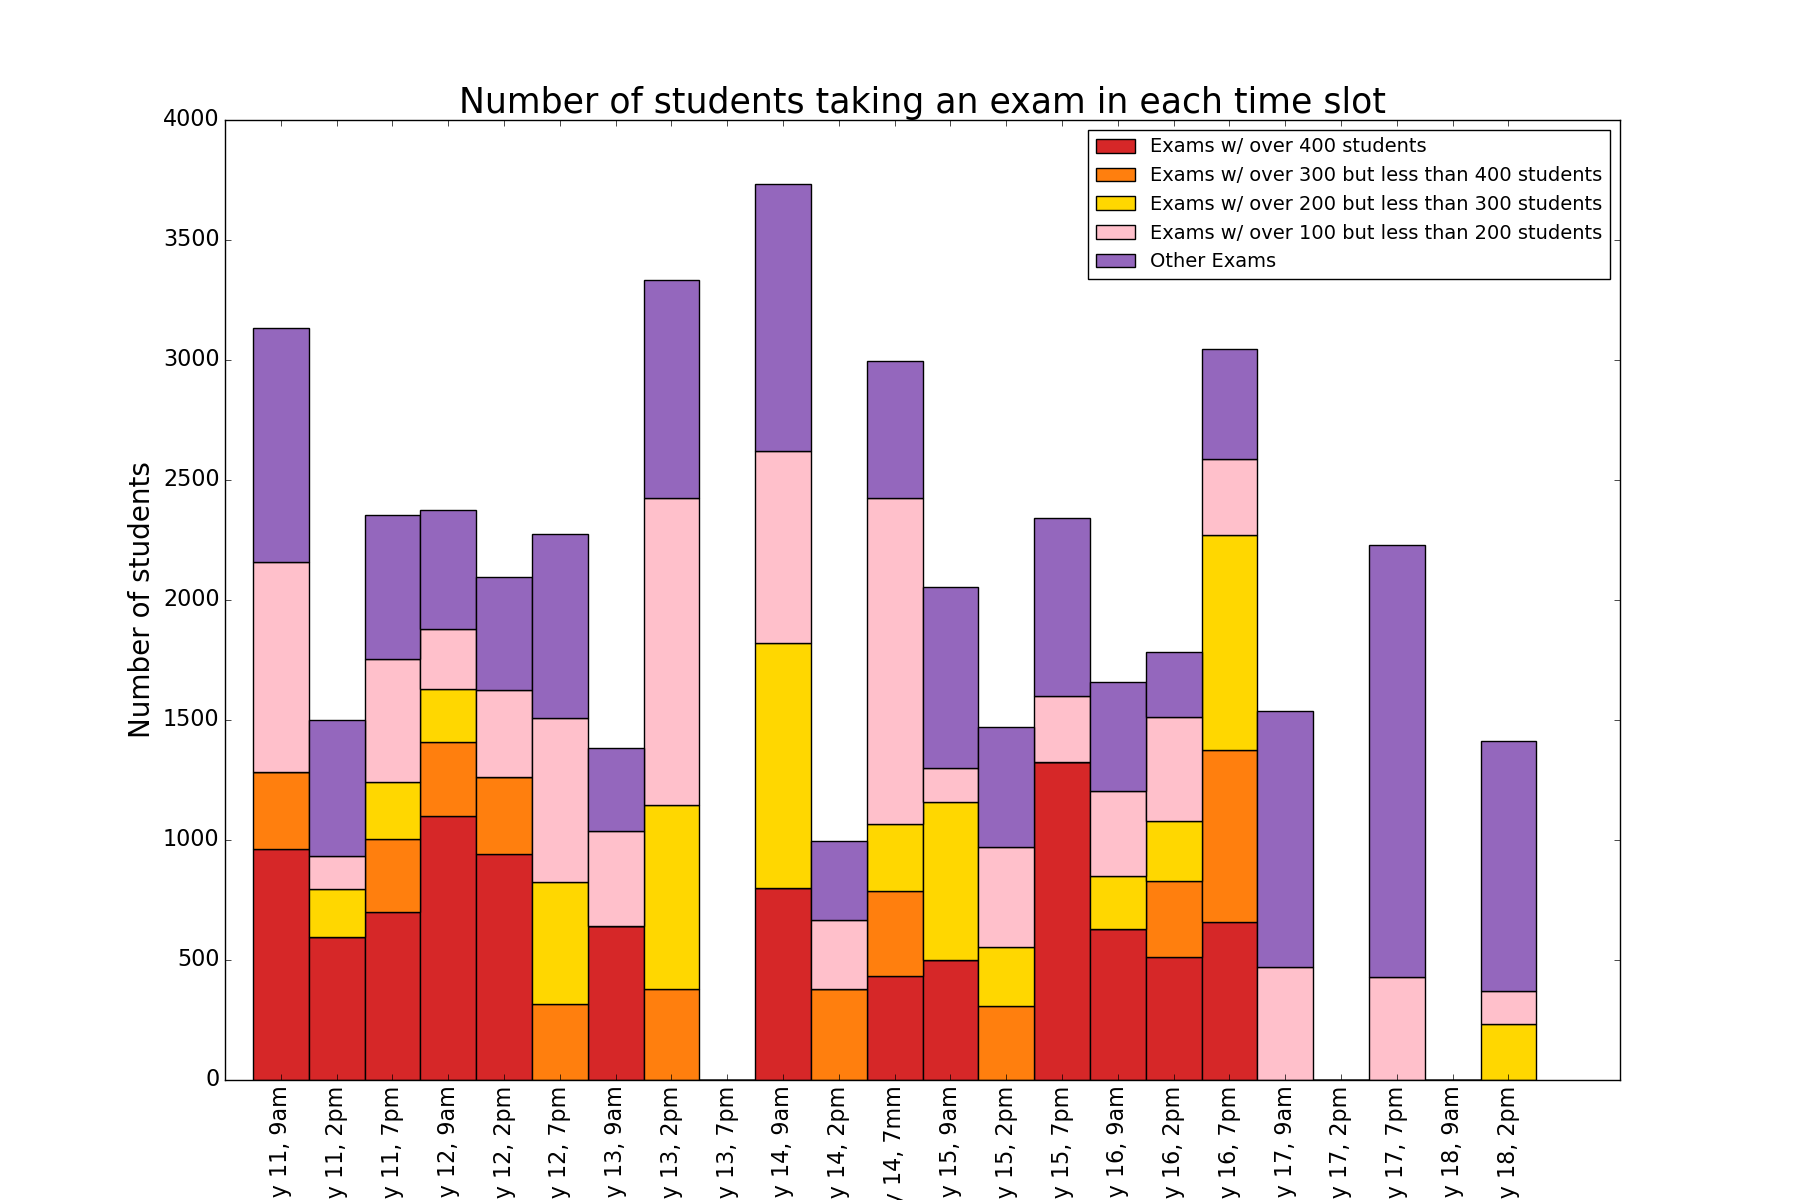 Number of students taking an exam in each time slot
Number of students
4000
3500
3000
2500
2000
1500
1000
500
0
Exams w/ over 400 students
Exams w/ over 300 but less than 400 students
Exams w/ over 200 but less than 300 students
Exams w/ over 100 but less than 200 students
Other Exams
y 11, 9am
y 11, 2pm
y 11, 7pm
y 12, 9am
y 12, 2pm
y 12, 7pm
y 13, 9am
y 13, 2pm
y 13, 7pm
y 14, 9am
y 14, 2pm
y 14, 7mm
y 15, 9am
y 15, 2pm
y 15, 7pm
y 16, 9am
y 16, 2pm
y 16, 7pm
y 17, 9am
y 17, 2pm
y 17, 7pm
y 18, 9am
y 18, 2pm